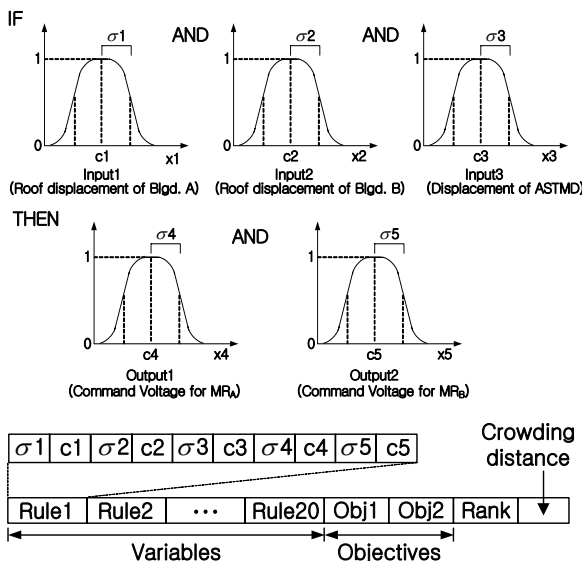 IF
σ1 AND σ2 AND σ3
1 1 1
0 0 0
c1 x1 c2 x2 c3 x3
Input1 Input2 Input3
(Roof displacement of Blgd. A) (Roof displacement of Blgd. B) (Displacement of ASTMD)
THEN
σ4 AND σ5
1 1
0 0
c4 x4 c5 x5
Output1 Output2
(Command Voltage for MRA) (Command Voltage for MRB)
σ1 c1 σ2 c2 σ3 c3 σ4 c4 σ5 c5
Crowding
distance
Rule1 Rule2 ··· Rule20 Obj1 Obj2 Rank
Variables Objectives